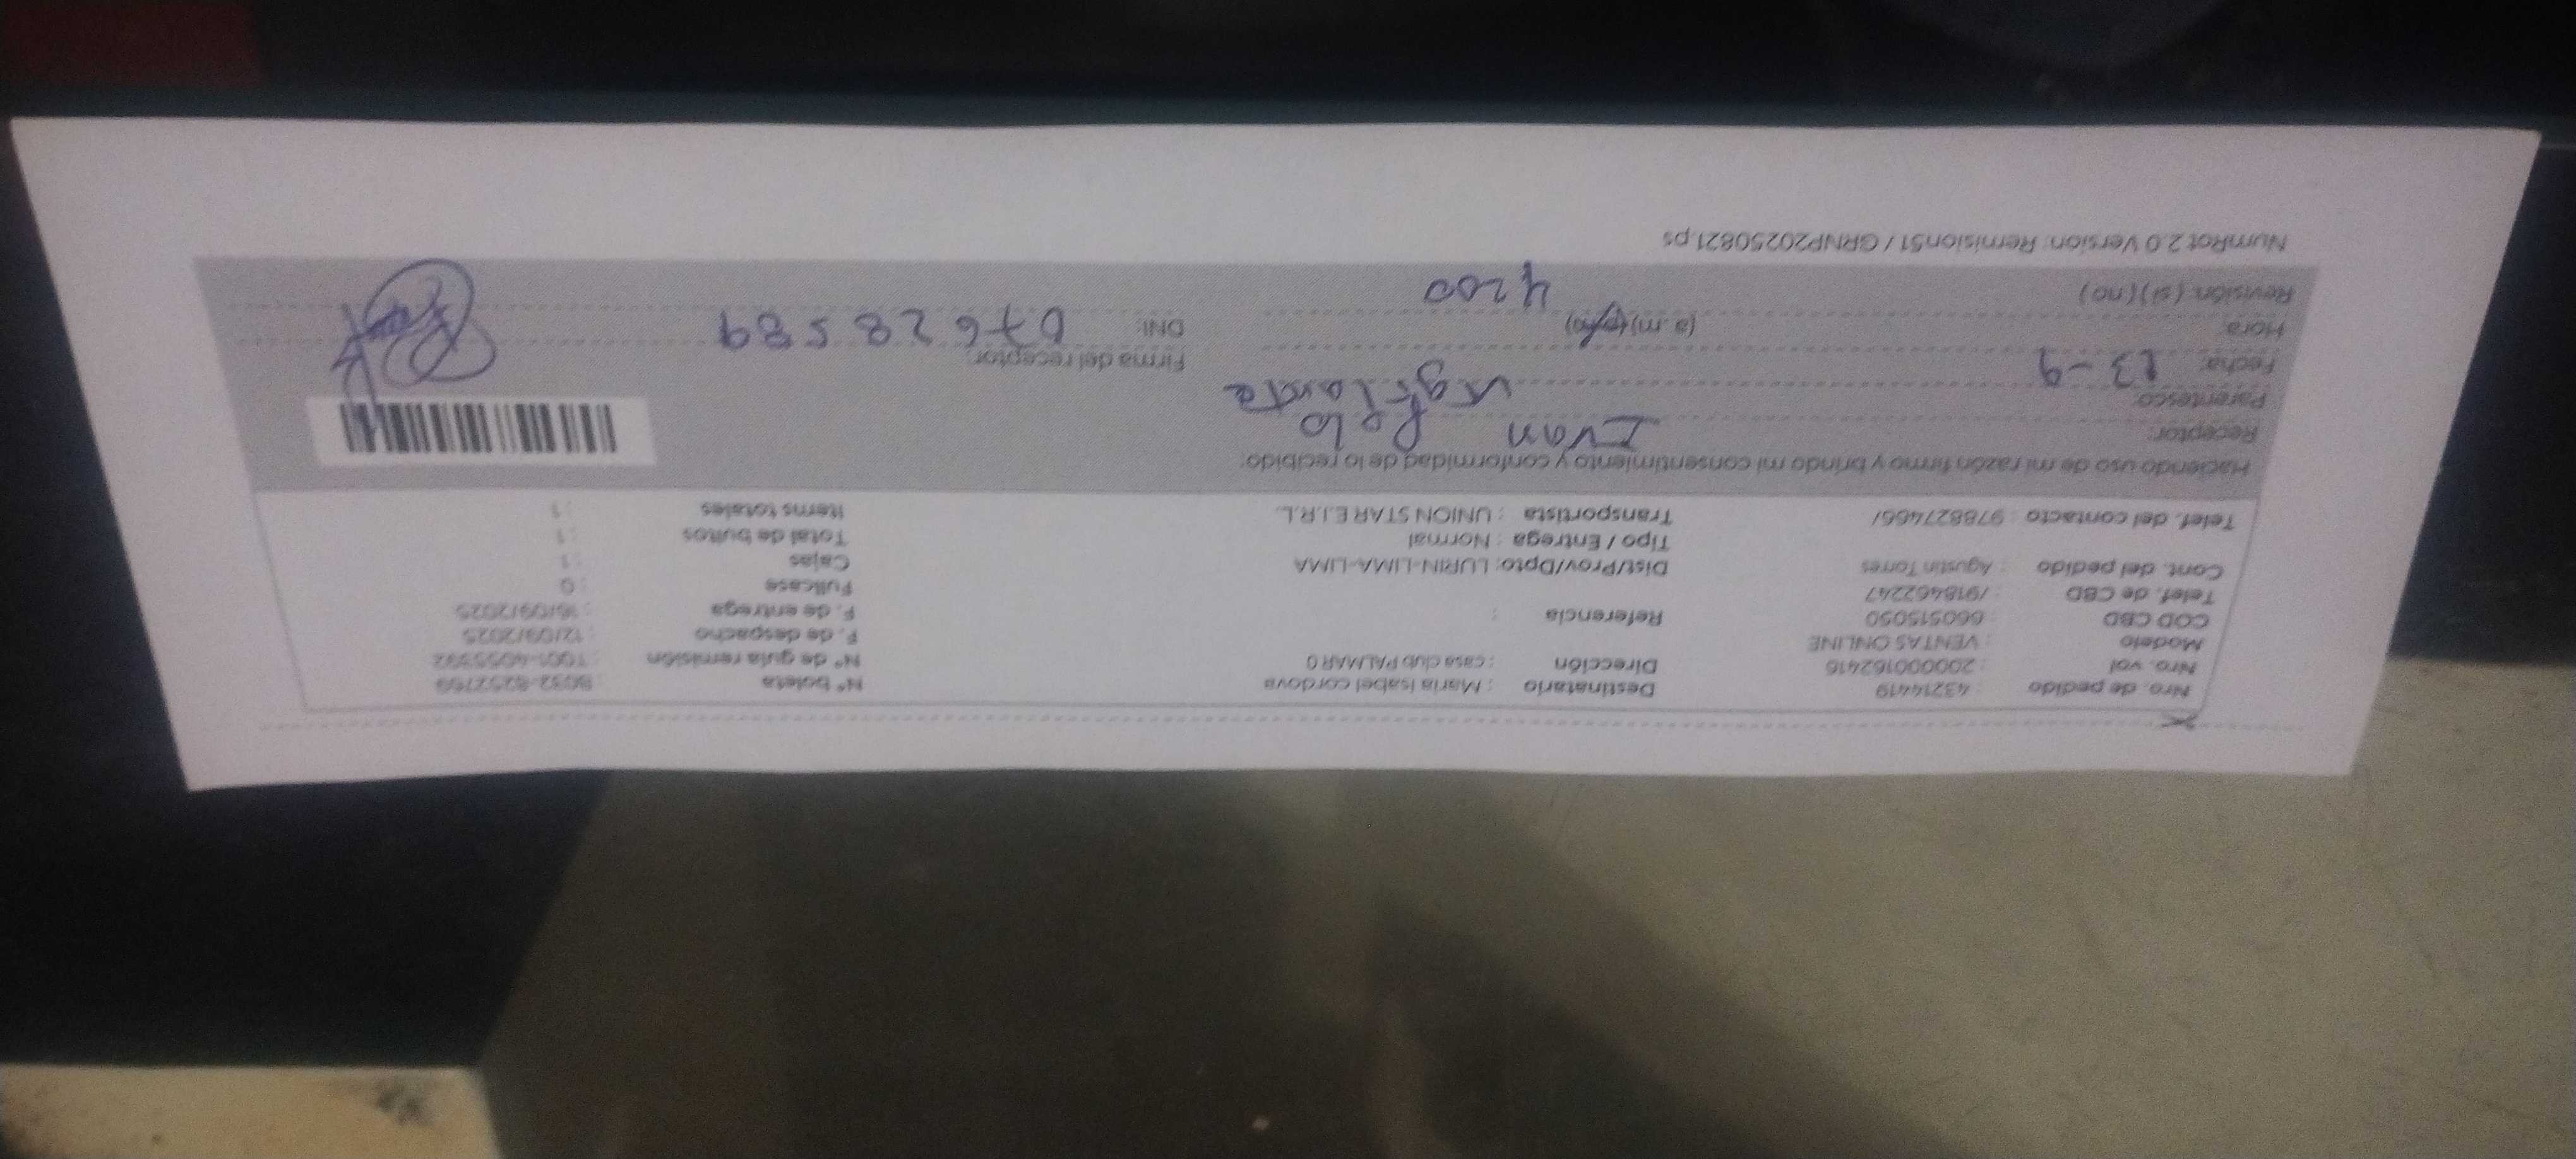 Nro. de pedido : 43214419 Destinatario : Maria Isabel cordova N° boleta : B032-8252769
Nro. vol : 20000162416 Dirección : casa club PALMAR 0 N° de guía remisión : T001-4055392
Modelo : VENTAS ONLINE F. de despacho : 12/09/2025
COD CBD : 660515050 Referencia : F. de entrega : 16/09/2025
Telef. de CBD : /918462247 Fullcase : 0
Cont. del pedido : Agustin Torres Dist/Prov/Dpto: LURIN-LIMA-LIMA Cajas : 1
Tipo / Entrega : Normal Total de bultos : 1
Telef. del contacto : 978827466/ Transportista : UNION STAR E.I.R.L. Items totales : 1
Haciendo uso de mi razón firmo y brindo mi consentimiento y conformidad de lo recibido:
Receptor: Ivan Polo
Parentesco: vigilante
Fecha: 13-9 Firma del receptor:
Hora: (a. m) (p.m) DNI: 07628589
Revisión: (si) (no) 4200
NumRot 2.0 Version: Remision51 / GRNP20250821.ps